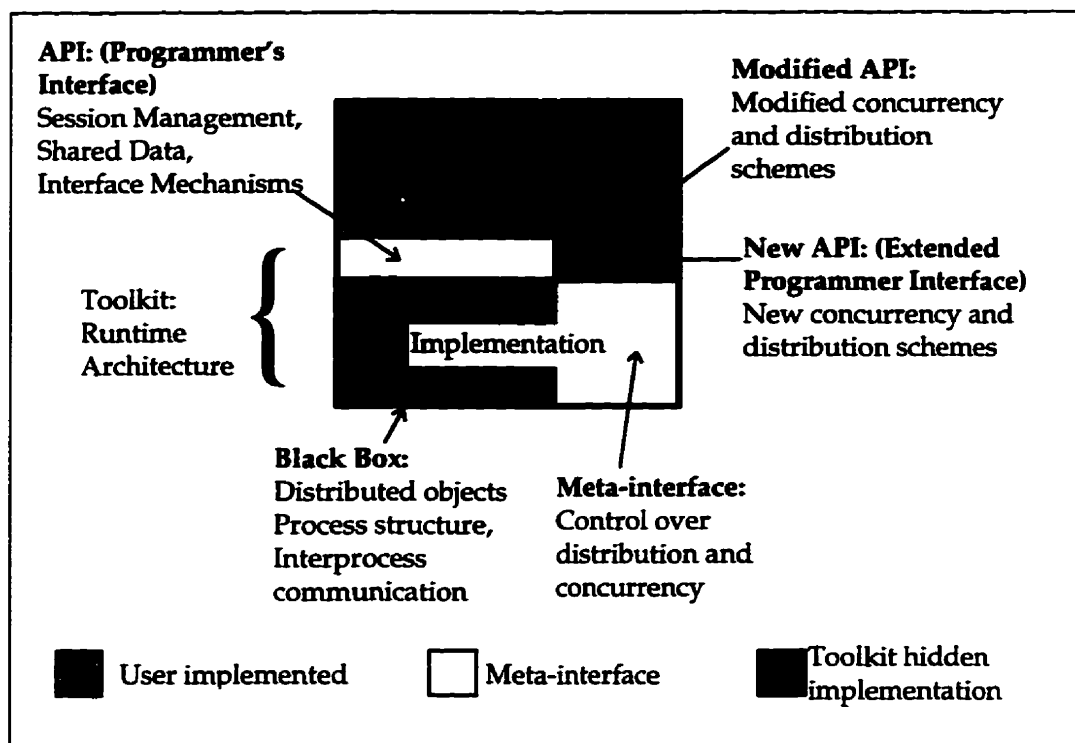 API: (Programmer's
Interface)
Session Management,
Shared Data,
Interface Mechanisms
Modified API:
Modified concurrency
and distribution
schemes
New API: (Extended
Programmer Interface)
New concurrency and
distribution schemes
Toolkit:
Runtime
Architecture
Implementation
Black Box:
Distributed objects
Process structure,
Interprocess
communication
Meta-interface:
Control over
distribution and
concurrency
User implemented
Meta-interface
Toolkit hidden
implementation